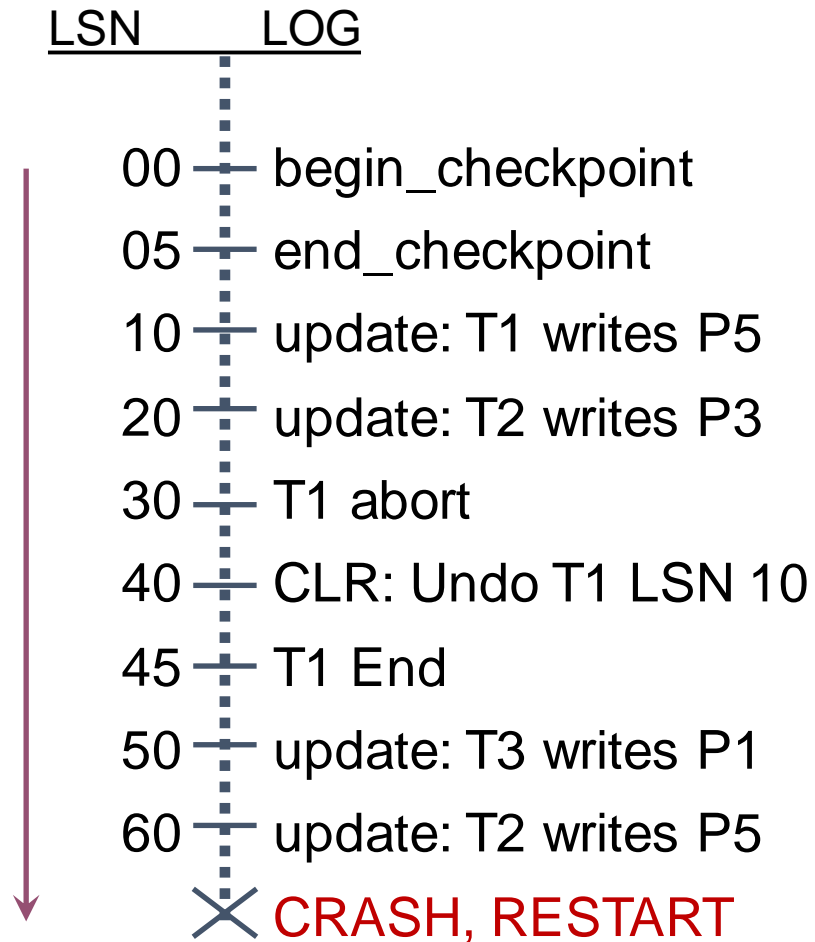 LSN LOG
00 begin_checkpoint
05 end_checkpoint
10 update: T1 writes P5
20 update: T2 writes P3
30 T1 abort
40 CLR: Undo T1 LSN 10
45 T1 End
50 update: T3 writes P1
60 update: T2 writes P5
CRASH, RESTART